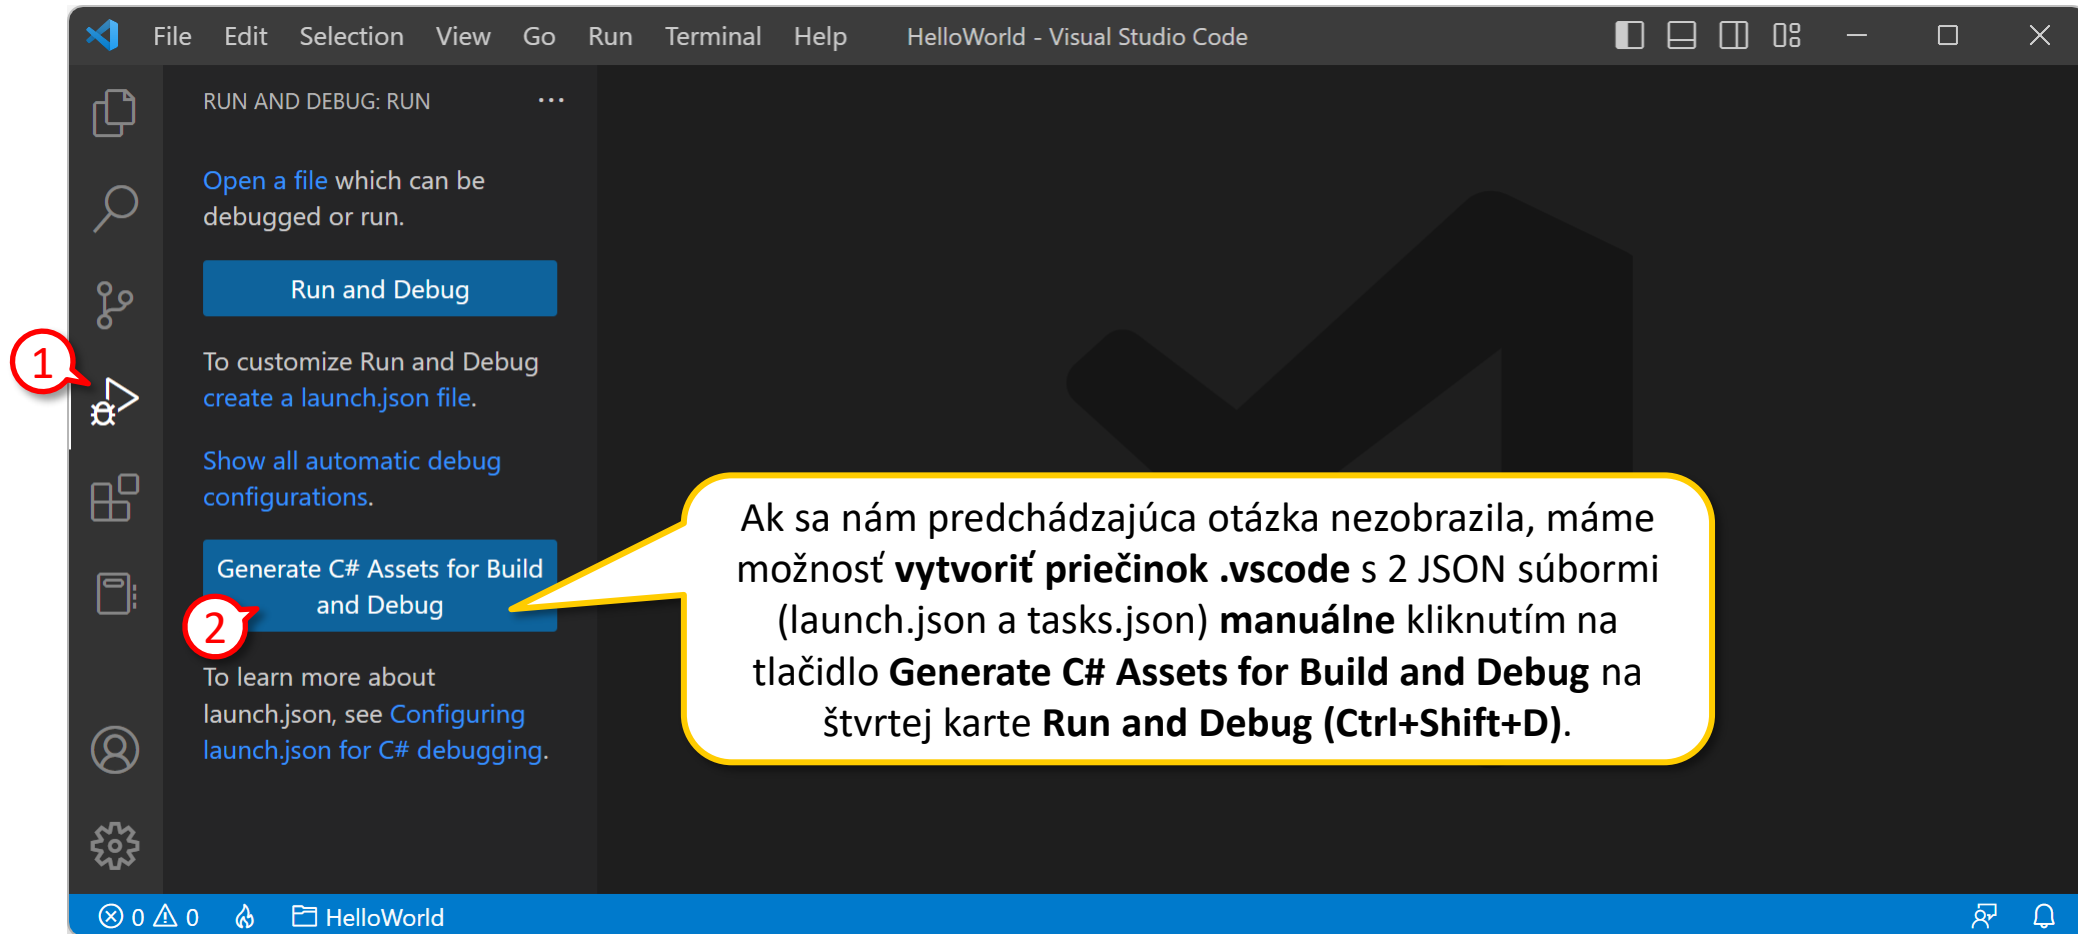 File Edit Selection View Go Run Terminal Help HelloWorld - Visual Studio Code
RUN AND DEBUG: RUN ···
Open a file which can be
debugged or run.
Run and Debug
1
To customize Run and Debug
create a launch.json file.
Show all automatic debug
configurations.
Generate C# Assets for Build
and Debug
2
To learn more about
launch.json, see Configuring
launch.json for C# debugging.
Ak sa nám predchádzajúca otázka nezobrazila, máme
možnosť vytvoriť priečinok .vscode s 2 JSON súbormi
(launch.json a tasks.json) manuálne kliknutím na
tlačidlo Generate C# Assets for Build and Debug na
štvrtej karte Run and Debug (Ctrl+Shift+D).
0 0 HelloWorld